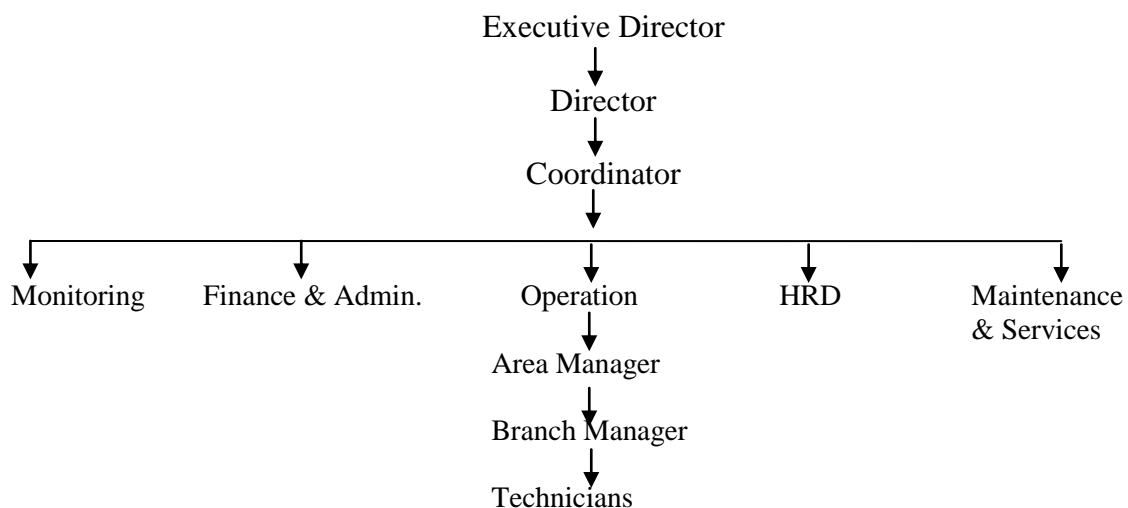 Executive Director
Director
Coordinator
Monitoring
Finance & Admin.
Operation
HRD
Maintenance
& Services
Area Manager
Branch Manager
Technicians